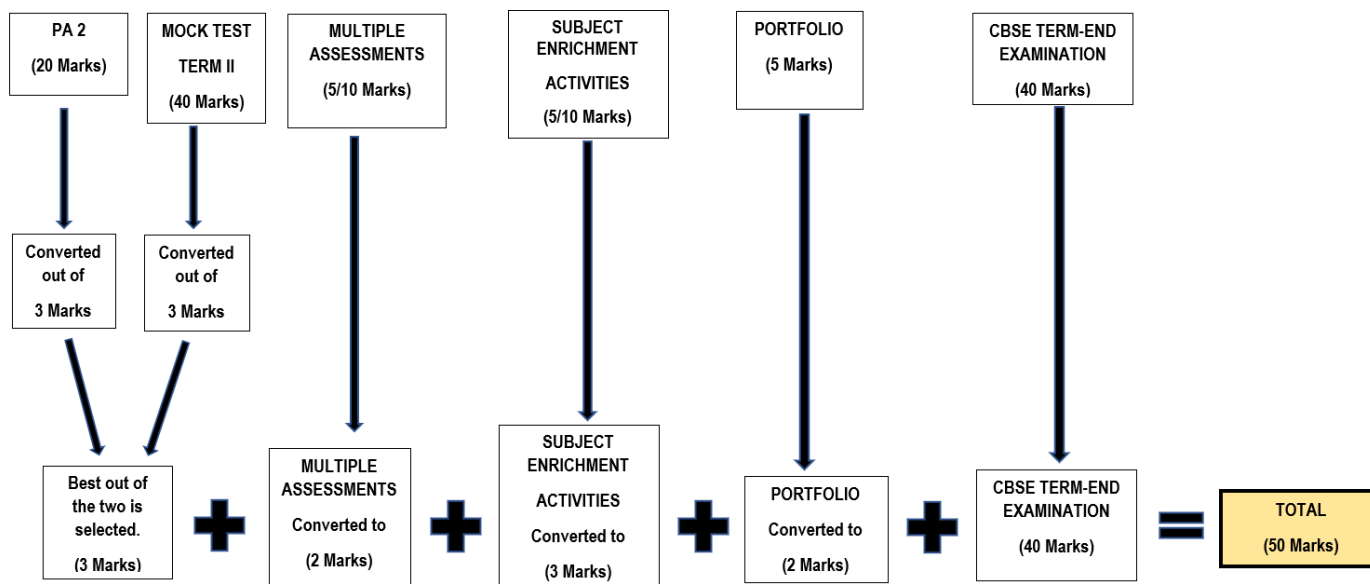 PA 2
(20 Marks)
MOCK TEST
TERM II
(40 Marks)
MULTIPLE
ASSESSMENTS
(5/10 Marks)
SUBJECT
ENRICHMENT
ACTIVITIES
(5/10 Marks)
PORTFOLIO
(5 Marks)
CBSE TERM-END
EXAMINATION
(40 Marks)
Converted
out of
3 Marks
Converted
out of
3 Marks
Best out of
the two is
selected.
(3 Marks)
MULTIPLE
ASSESSMENTS
Converted to
(2 Marks)
SUBJECT
ENRICHMENT
ACTIVITIES
Converted to
(3 Marks)
PORTFOLIO
Converted to
(2 Marks)
CBSE TERM-END
EXAMINATION
(40 Marks)
TOTAL
(50 Marks)